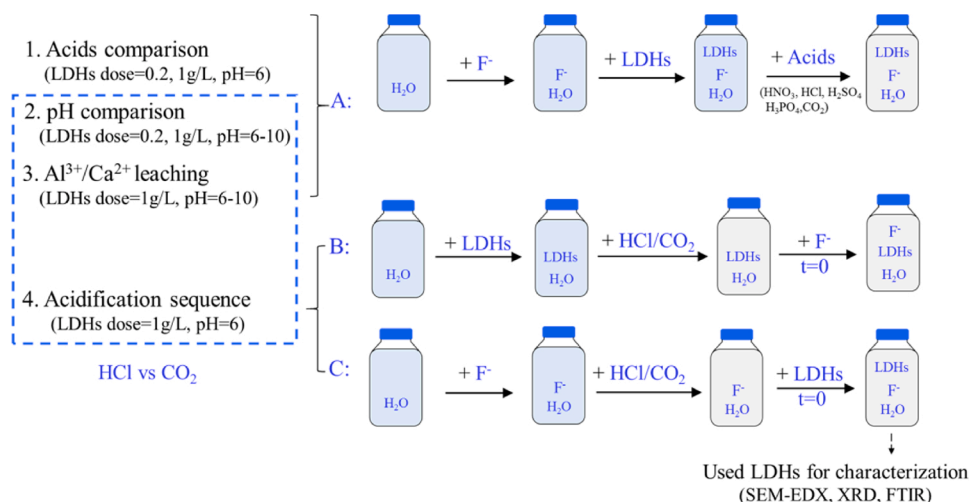 1. Acids comparison
(LDHs dose=0.2, 1g/L, pH=6)
2. pH comparison
(LDHs dose=0.2, 1g/L, pH=6-10)
3. Al³⁺/Ca²⁺ leaching
(LDHs dose=1g/L, pH=6-10)
4. Acidification sequence
(LDHs dose=1g/L, pH=6)
HCl vs CO₂
A:
H₂O
+ F⁻
F⁻
H₂O
+ LDHs
LDHs
F⁻
H₂O
+ Acids
(HNO₃, HCl, H₂SO₄
H₃PO₄,CO₂)
LDHs
F⁻
H₂O
B:
H₂O
+ LDHs
LDHs
H₂O
+ HCl/CO₂
LDHs
H₂O
+ F⁻
t=0
F⁻
LDHs
H₂O
C:
H₂O
+ F⁻
F⁻
H₂O
+ HCl/CO₂
F⁻
H₂O
+ LDHs
t=0
LDHs
F⁻
H₂O
Used LDHs for characterization
(SEM-EDX, XRD, FTIR)